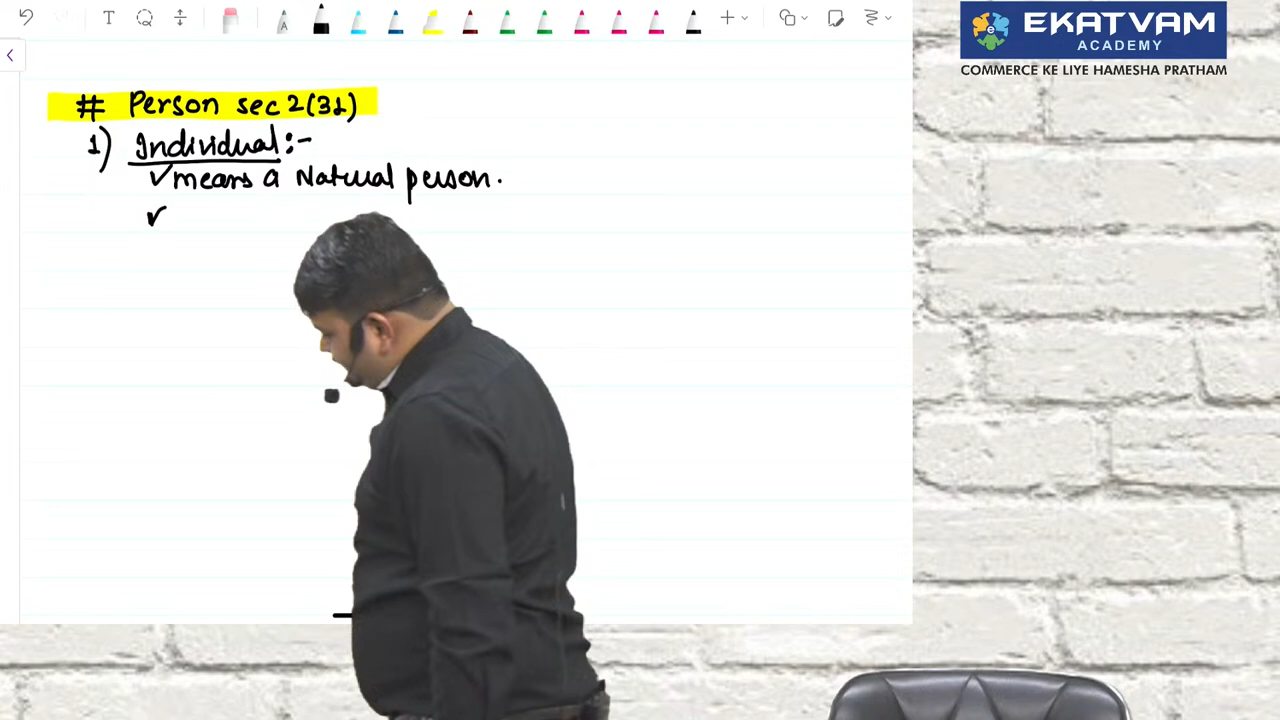 EKATVAM
ACADEMY
COMMERCE KE LIYE HAMESHA PRATHAM
# Person sec 2(31)
1) Individual:-
✓means a Natural person.
✓